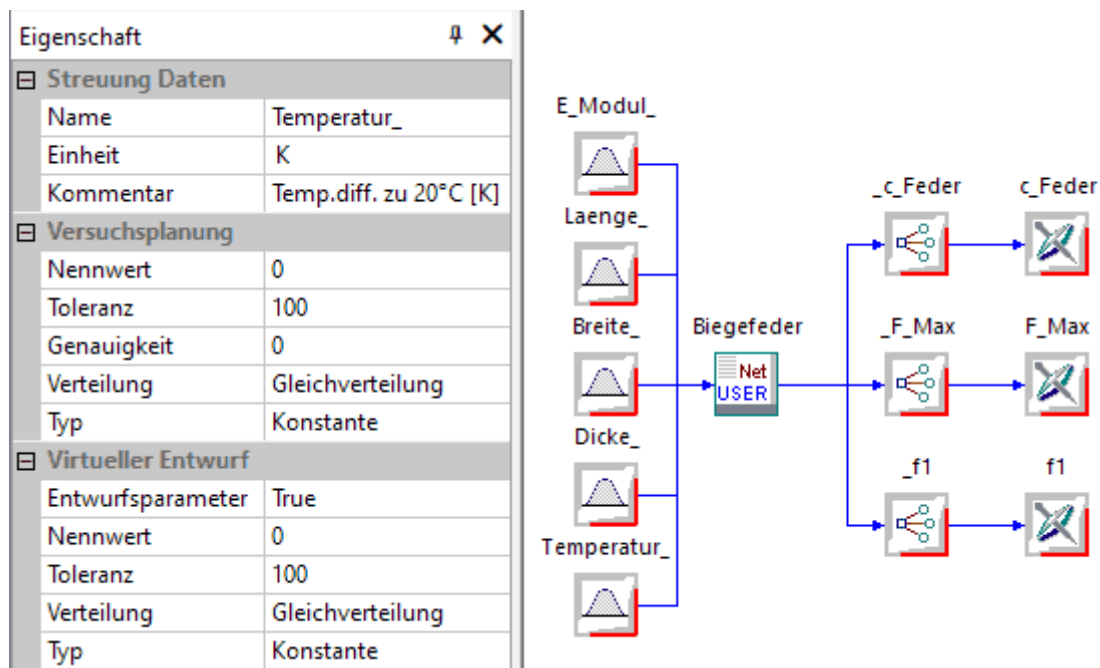 Eigenschaft
Streuung Daten
Name Temperatur_
Einheit K
Kommentar Temp.diff. zu 20°C [K]
Versuchsplanung
Nennwert 0
Toleranz 100
Genauigkeit 0
Verteilung Gleichverteilung
Typ Konstante
Virtueller Entwurf
Entwurfsparameter True
Nennwert 0
Toleranz 100
Verteilung Gleichverteilung
Typ Konstante
E_Modul_
Laenge_
Breite_
Dicke_
Temperatur_
Biegefeder
Net
USER
_c_Feder
c_Feder
_F_Max
F_Max
_f1
f1